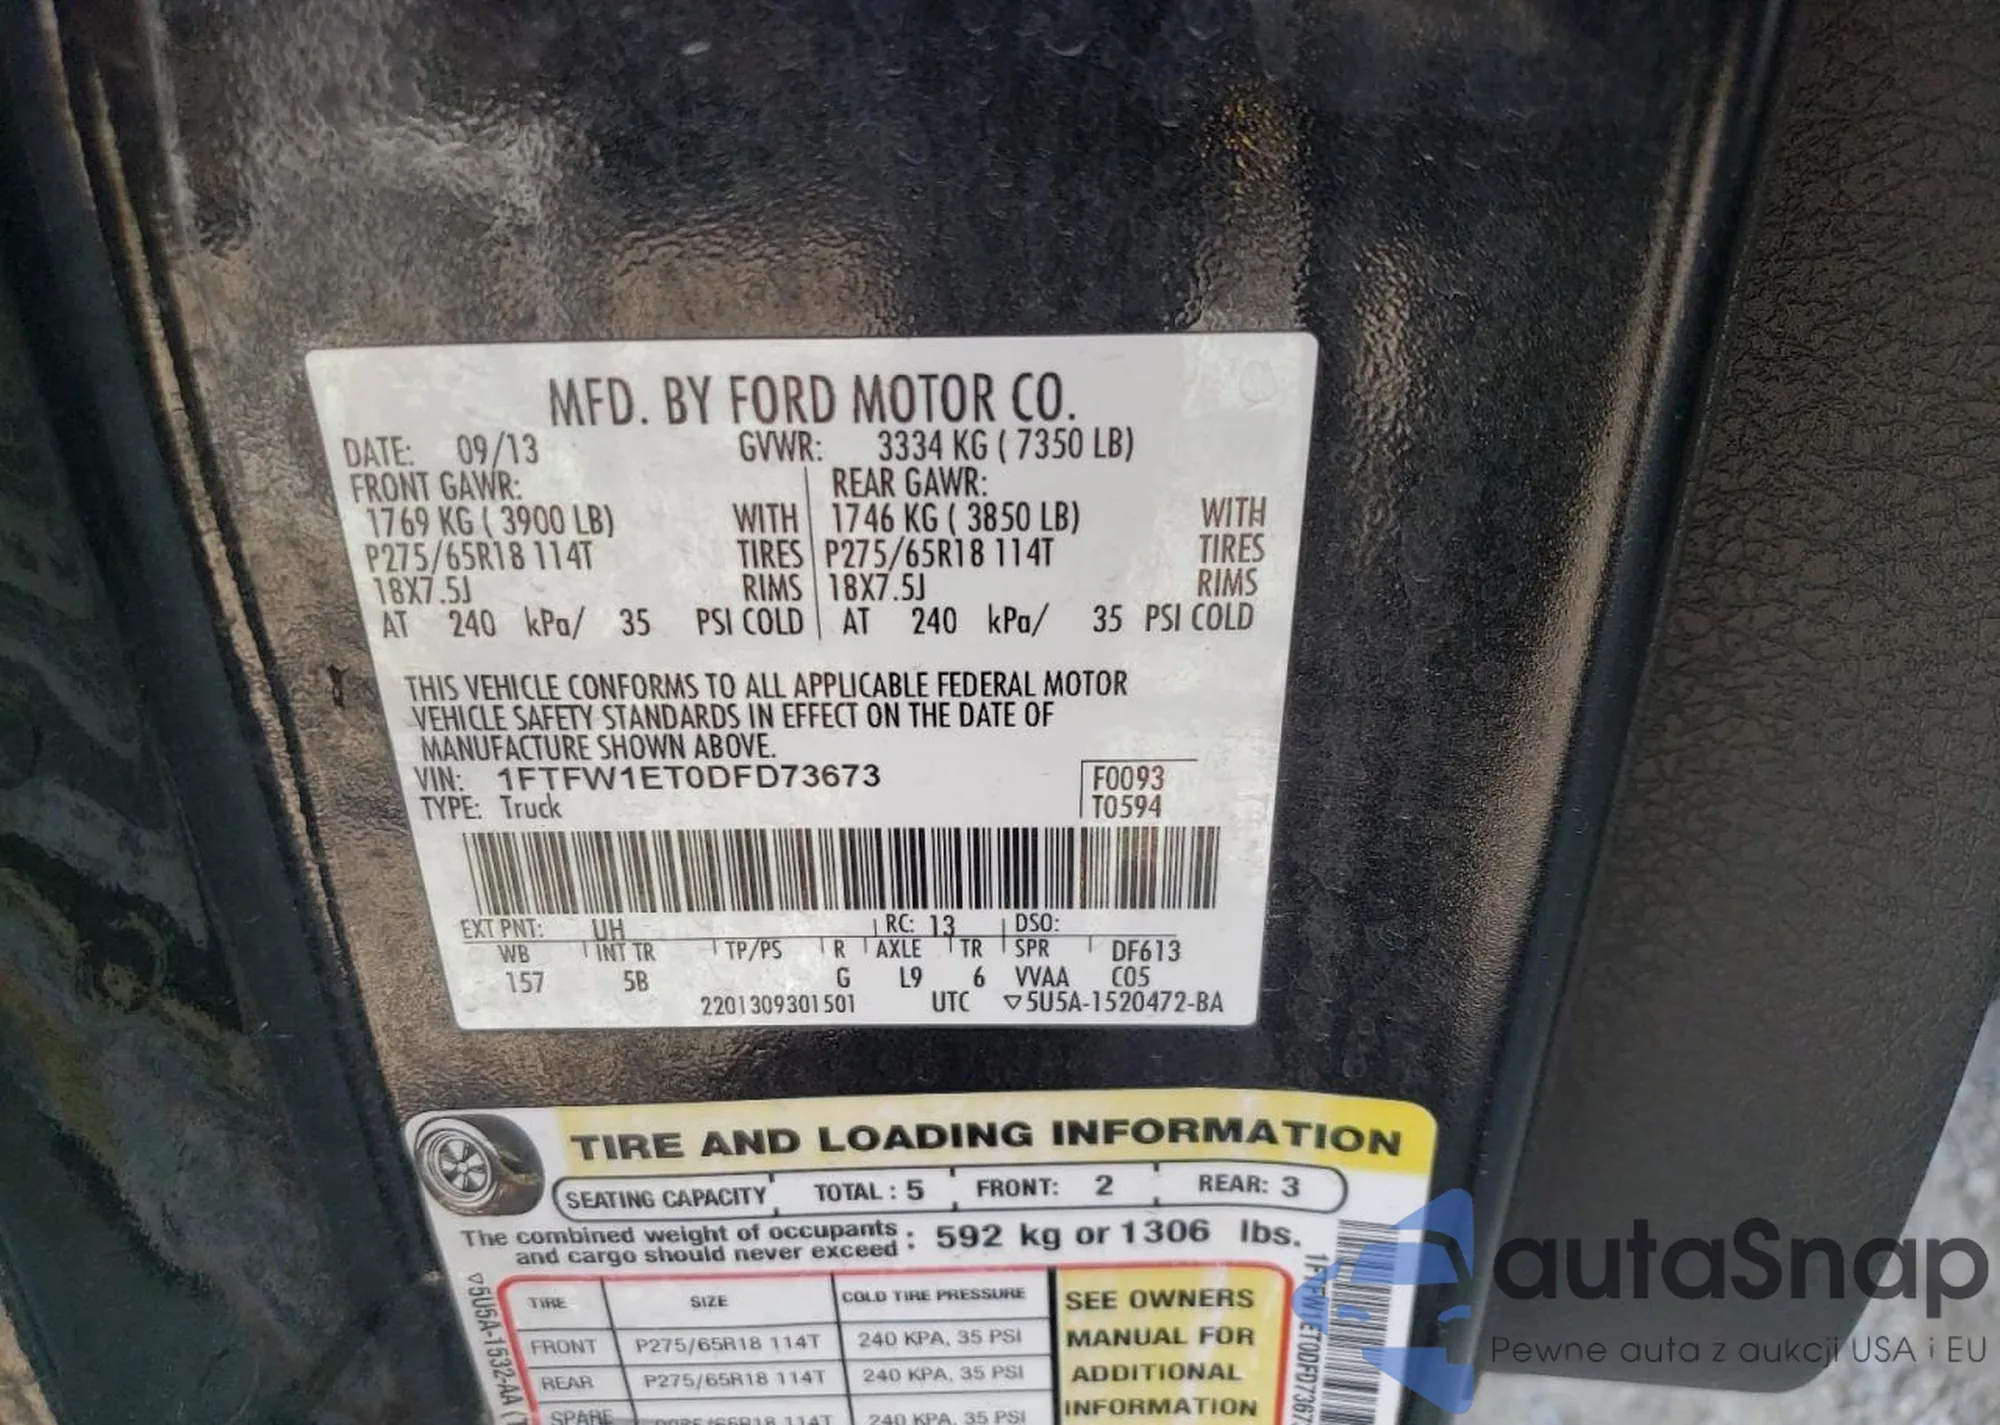 MFD. BY FORD MOTOR CO.
DATE: 09/13 GVWR: 3334 KG ( 7350 LB)
FRONT GAWR: REAR GAWR:
1769 KG ( 3900 LB) WITH 1746 KG ( 3850 LB) WITH
P275/65R18 114T TIRES P275/65R18 114T TIRES
18X7.5J RIMS 18X7.5J RIMS
AT 240 kPa/ 35 PSI COLD AT 240 kPa/ 35 PSI COLD
THIS VEHICLE CONFORMS TO ALL APPLICABLE FEDERAL MOTOR
VEHICLE SAFETY STANDARDS IN EFFECT ON THE DATE OF
MANUFACTURE SHOWN ABOVE.
VIN: 1FTFW1ET0DFD73673 F0093
TYPE: Truck T0594
EXT PNT: UH RC: 13 DSO:
WB INT TR TP/PS R AXLE TR SPR DF613
157 5B G L9 6 VVAA C05
2201309301501 UTC ▽5U5A-1520472-BA
TIRE AND LOADING INFORMATION
SEATING CAPACITY TOTAL : 5 FRONT: 2 REAR: 3
The combined weight of occupants
and cargo should never exceed : 592 kg or 1306 lbs.
TIRE SIZE COLD TIRE PRESSURE SEE OWNERS
FRONT P275/65R18 114T 240 KPA, 35 PSI MANUAL FOR
REAR P275/65R18 114T 240 KPA, 35 PSI ADDITIONAL
SPARE 114T 240 KPA, 35 PSI INFORMATION
▽5U5A-1532-AA
autaSnap
Pewne auta z aukcji USA i EU